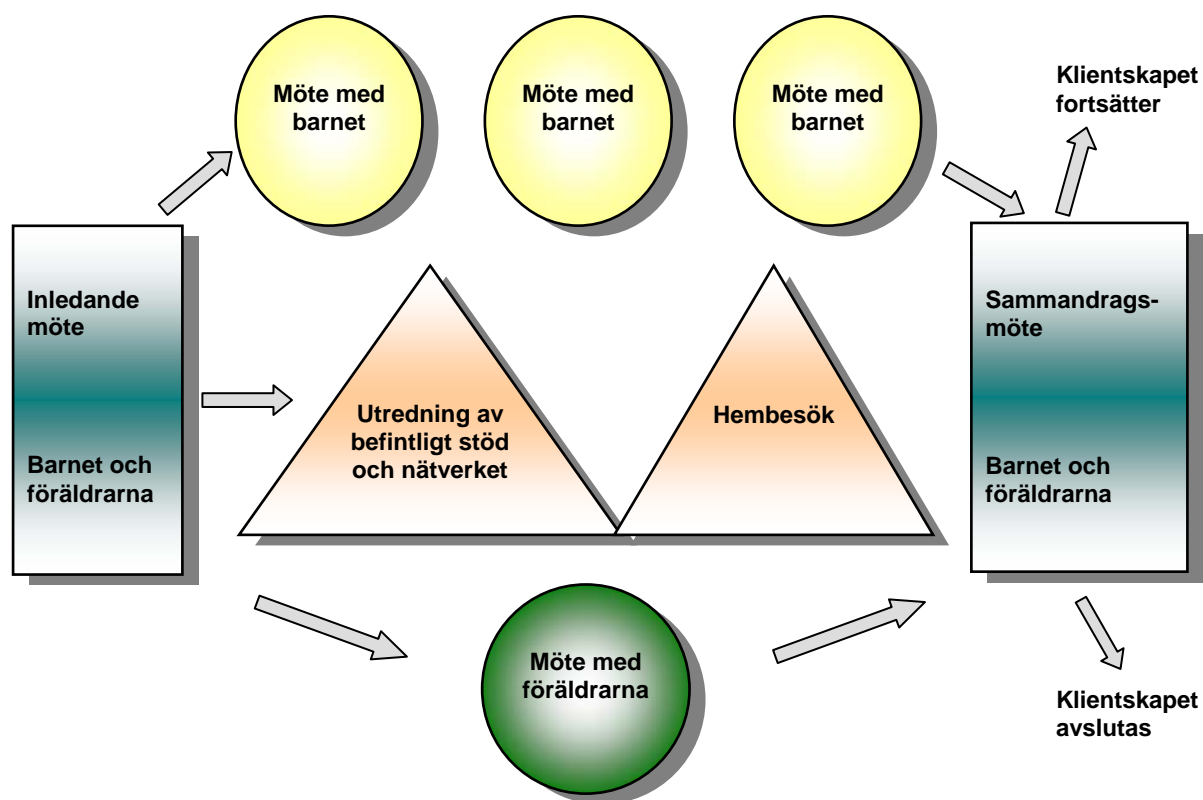 Möte med
barnet
Möte med
barnet
Möte med
barnet
Klientskapet
fortsätter
Inledande
möte
Barnet och
föräldrarna
Utredning av
befintligt stöd
och nätverket
Hembesök
Sammandrags-
möte
Barnet och
föräldrarna
Möte med
föräldrarna
Klientskapet
avslutas